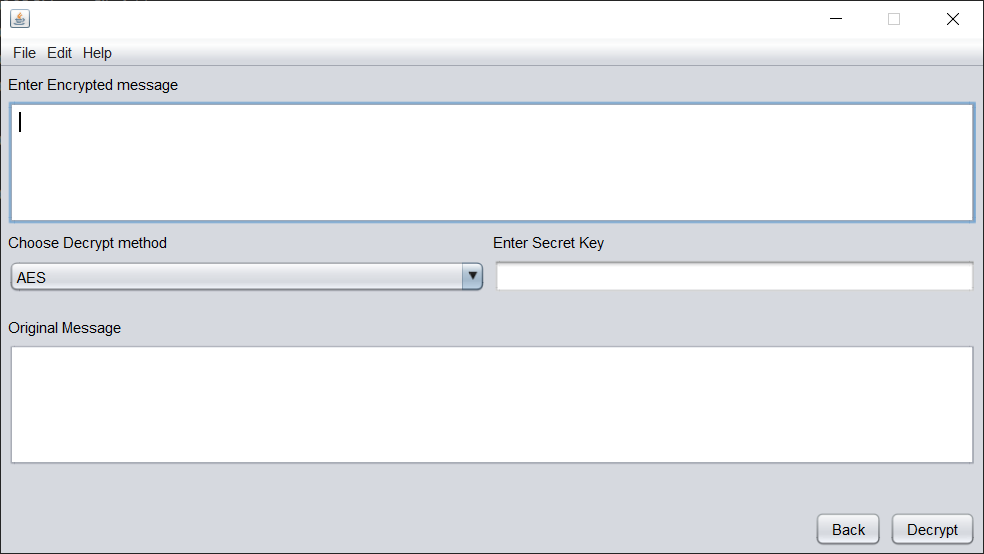 File Edit Help
Enter Encrypted message
Choose Decrypt method Enter Secret Key
AES
Original Message
Back Decrypt